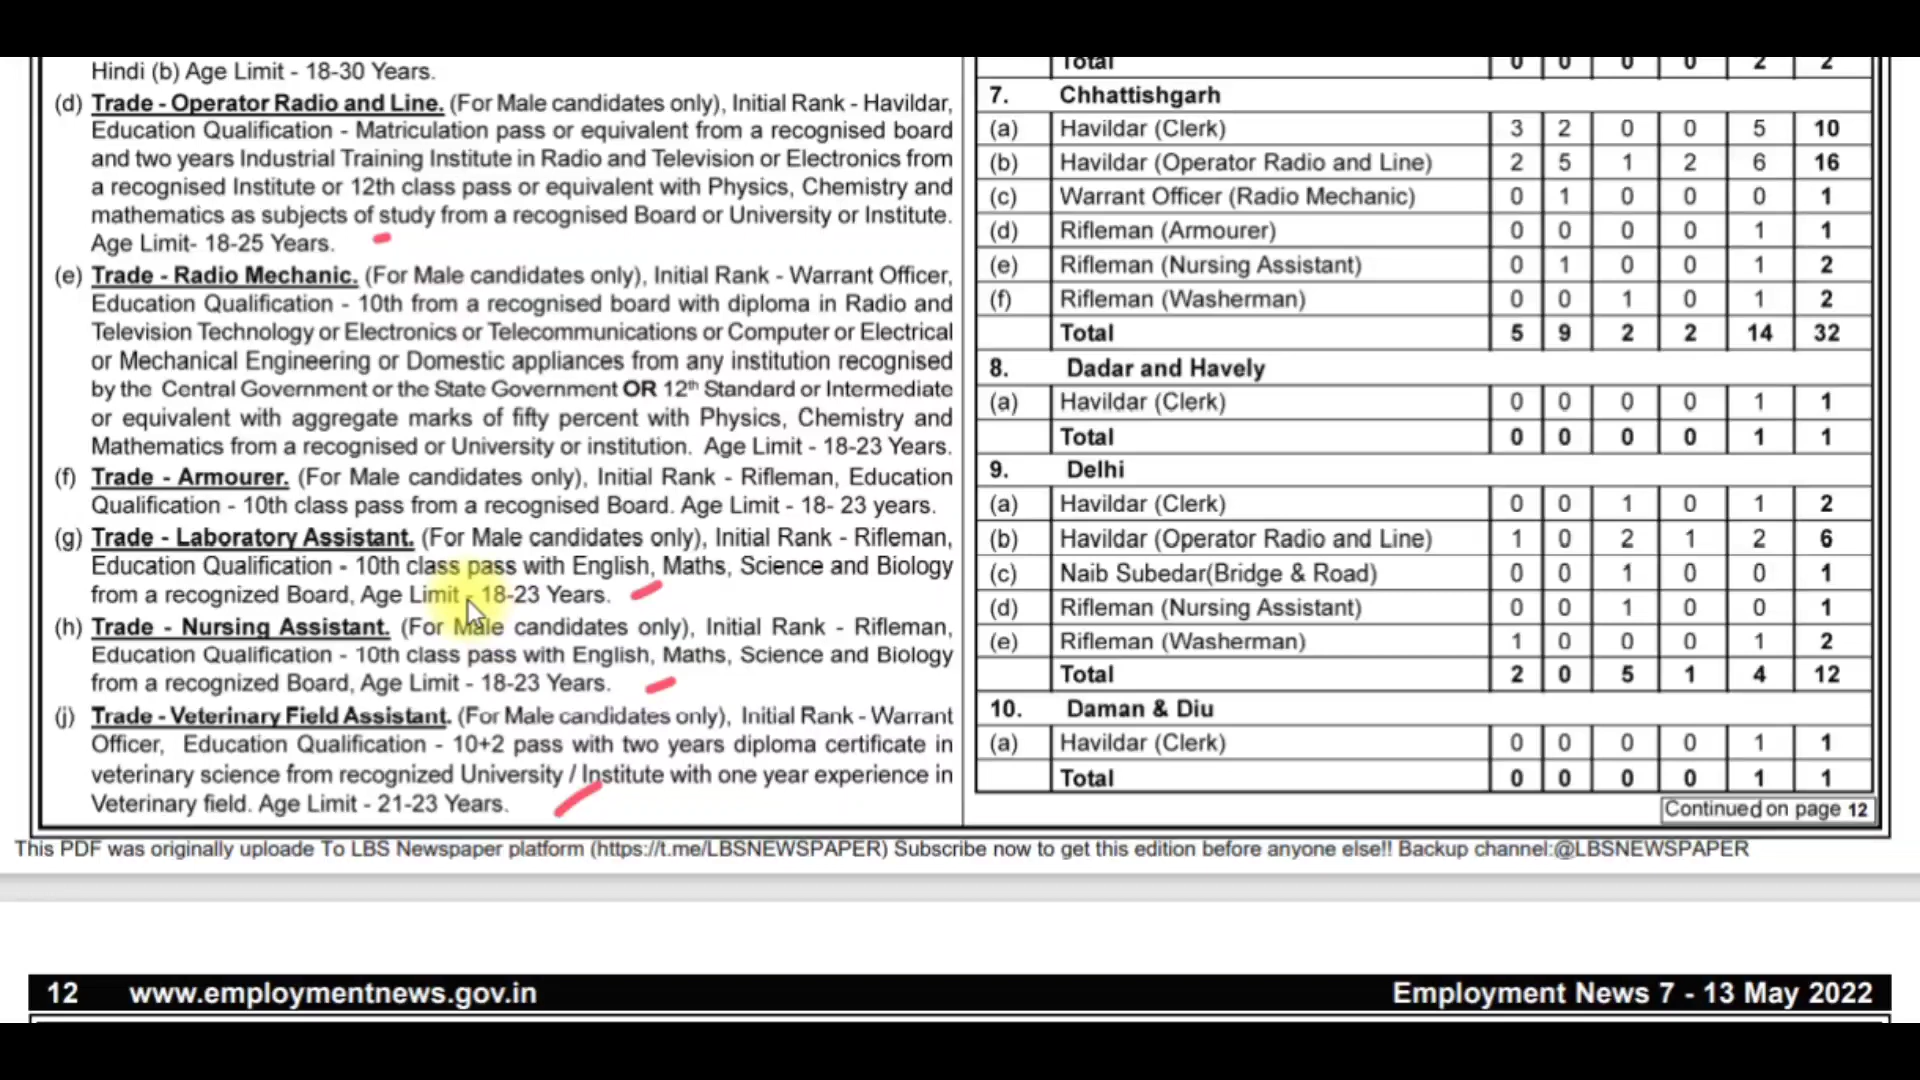 Hindi (b) Age Limit - 18-30 Years.
(d) Trade - Operator Radio and Line. (For Male candidates only), Initial Rank - Havildar,
Education Qualification - Matriculation pass or equivalent from a recognised board
and two years Industrial Training Institute in Radio and Television or Electronics from
a recognised Institute or 12th class pass or equivalent with Physics, Chemistry and
mathematics as subjects of study from a recognised Board or University or Institute.
Age Limit- 18-25 Years.
(e) Trade - Radio Mechanic. (For Male candidates only), Initial Rank - Warrant Officer,
Education Qualification - 10th from a recognised board with diploma in Radio and
Television Technology or Electronics or Telecommunications or Computer or Electrical
or Mechanical Engineering or Domestic appliances from any institution recognised
by the Central Government or the State Government OR 12th Standard or Intermediate
or equivalent with aggregate marks of fifty percent with Physics, Chemistry and
Mathematics from a recognised or University or institution. Age Limit - 18-23 Years.
(f) Trade - Armourer. (For Male candidates only), Initial Rank - Rifleman, Education
Qualification - 10th class pass from a recognised Board. Age Limit - 18- 23 years.
(g) Trade - Laboratory Assistant. (For Male candidates only), Initial Rank - Rifleman,
Education Qualification - 10th class pass with English, Maths, Science and Biology
from a recognized Board, Age Limit - 18-23 Years.
(h) Trade - Nursing Assistant. (For Male candidates only), Initial Rank - Rifleman,
Education Qualification - 10th class pass with English, Maths, Science and Biology
from a recognized Board, Age Limit - 18-23 Years.
(j) Trade - Veterinary Field Assistant. (For Male candidates only), Initial Rank - Warrant
Officer, Education Qualification - 10+2 pass with two years diploma certificate in
veterinary science from recognized University / Institute with one year experience in
Veterinary field. Age Limit - 21-23 Years.
Total 0 0 0 0 2 2
7. Chhattishgarh
(a) Havildar (Clerk) 3 2 0 0 5 10
(b) Havildar (Operator Radio and Line) 2 5 1 2 6 16
(c) Warrant Officer (Radio Mechanic) 0 1 0 0 0 1
(d) Rifleman (Armourer) 0 0 0 0 1 1
(e) Rifleman (Nursing Assistant) 0 1 0 0 1 2
(f) Rifleman (Washerman) 0 0 1 0 1 2
Total 5 9 2 2 14 32
8. Dadar and Havely
(a) Havildar (Clerk) 0 0 0 0 1 1
Total 0 0 0 0 1 1
9. Delhi
(a) Havildar (Clerk) 0 0 1 0 1 2
(b) Havildar (Operator Radio and Line) 1 0 2 1 2 6
(c) Naib Subedar(Bridge & Road) 0 0 1 0 0 1
(d) Rifleman (Nursing Assistant) 0 0 1 0 0 1
(e) Rifleman (Washerman) 1 0 0 0 1 2
Total 2 0 5 1 4 12
10. Daman & Diu
(a) Havildar (Clerk) 0 0 0 0 1 1
Total 0 0 0 0 1 1
Continued on page 12
This PDF was originally uploade To LBS Newspaper platform (https://t.me/LBSNEWSPAPER) Subscribe now to get this edition before anyone else!! Backup channel:@LBSNEWSPAPER
12 www.employmentnews.gov.in Employment News 7 - 13 May 2022